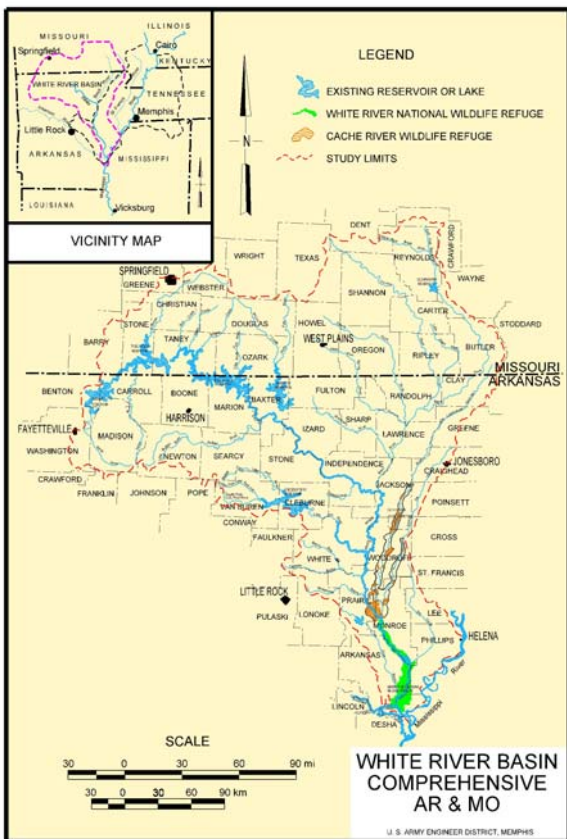 MISSOURI
ILLINOIS
Springfield
Cairo
KENTUCKY
WHITE RIVER BASIN
TENNESSEE
Memphis
Little Rock
ARKANSAS
MISSISSIPPI
LOUISIANA
Vicksburg
VICINITY MAP
LEGEND
EXISTING RESERVOIR OR LAKE
WHITE RIVER NATIONAL WILDLIFE REFUGE
CACHE RIVER WILDLIFE REFUGE
STUDY LIMITS
N
DENT
CRAWFORD
WRIGHT
TEXAS
REYNOLDS
SPRINGFIELD
WAYNE
GREENE
WEBSTER
SHANNON
CHRISTIAN
CARTER
STONE
DOUGLAS
HOWELL
STODDARD
BARRY
TANEY
WEST PLAINS
BUTLER
OZARK
OREGON
RIPLEY
MISSOURI
ARKANSAS
BENTON
CARROLL
BOONE
FULTON
CLAY
BAXTER
RANDOLPH
MARION
HARRISON
SHARP
GREENE
FAYETTEVILLE
MADISON
IZARD
LAWRENCE
WASHINGTON
NEWTON
SEARCY
STONE
JONESBORO
INDEPENDENCE
CRAIGHEAD
CRAWFORD
FRANKLIN
JOHNSON
POPE
JACKSON
VAN BUREN
CLEBURNE
POINSETT
CONWAY
FAULKNER
CROSS
WHITE
WOODRUFF
ST. FRANCIS
LITTLE ROCK
PRAIRIE
LEE
PULASKI
LONOKE
MONROE
PHILLIPS
HELENA
ARKANSAS
LINCOLN
DESHA
Mississippi River
SCALE
30 0 30 60 90 mi
30 0 30 60 90 km
WHITE RIVER BASIN
COMPREHENSIVE
AR & MO
U. S. ARMY ENGINEER DISTRICT, MEMPHIS